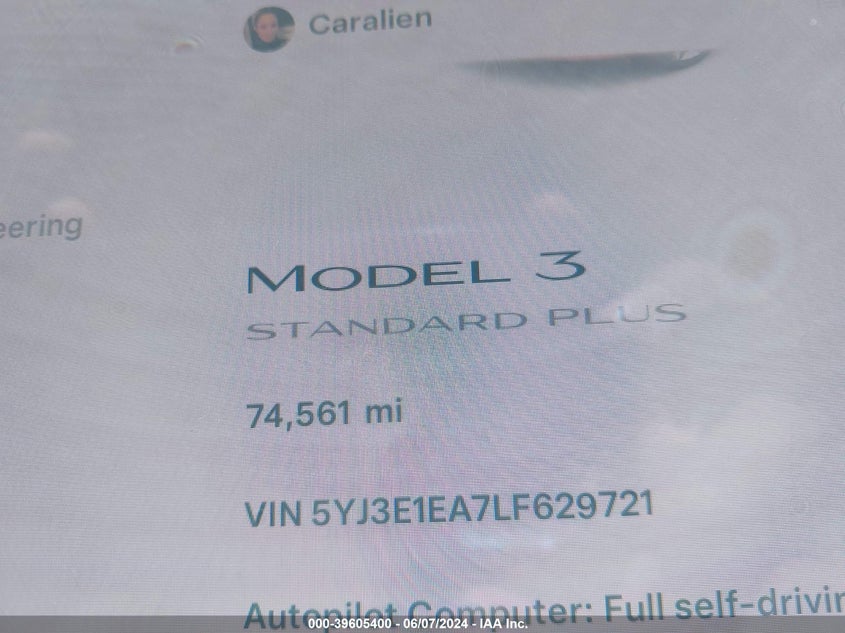 Caralien
eering
MODEL 3
STANDARD PLUS
74,561 mi
VIN 5YJ3E1EA7LF629721
Autopilot Computer: Full self-drivin
000-39605400 - 06/07/2024 - IAA Inc.